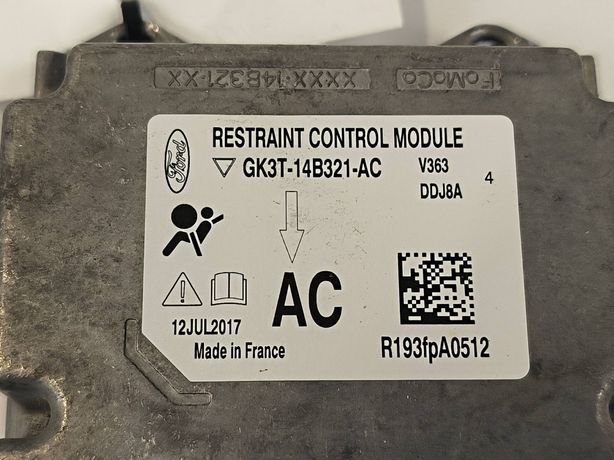 XXXX-14B321-XX
FoMoCo
Ford
RESTRAINT CONTROL MODULE
GK3T-14B321-AC
V363
DDJ8A
4
AC
12JUL2017
Made in France
R193fpA0512